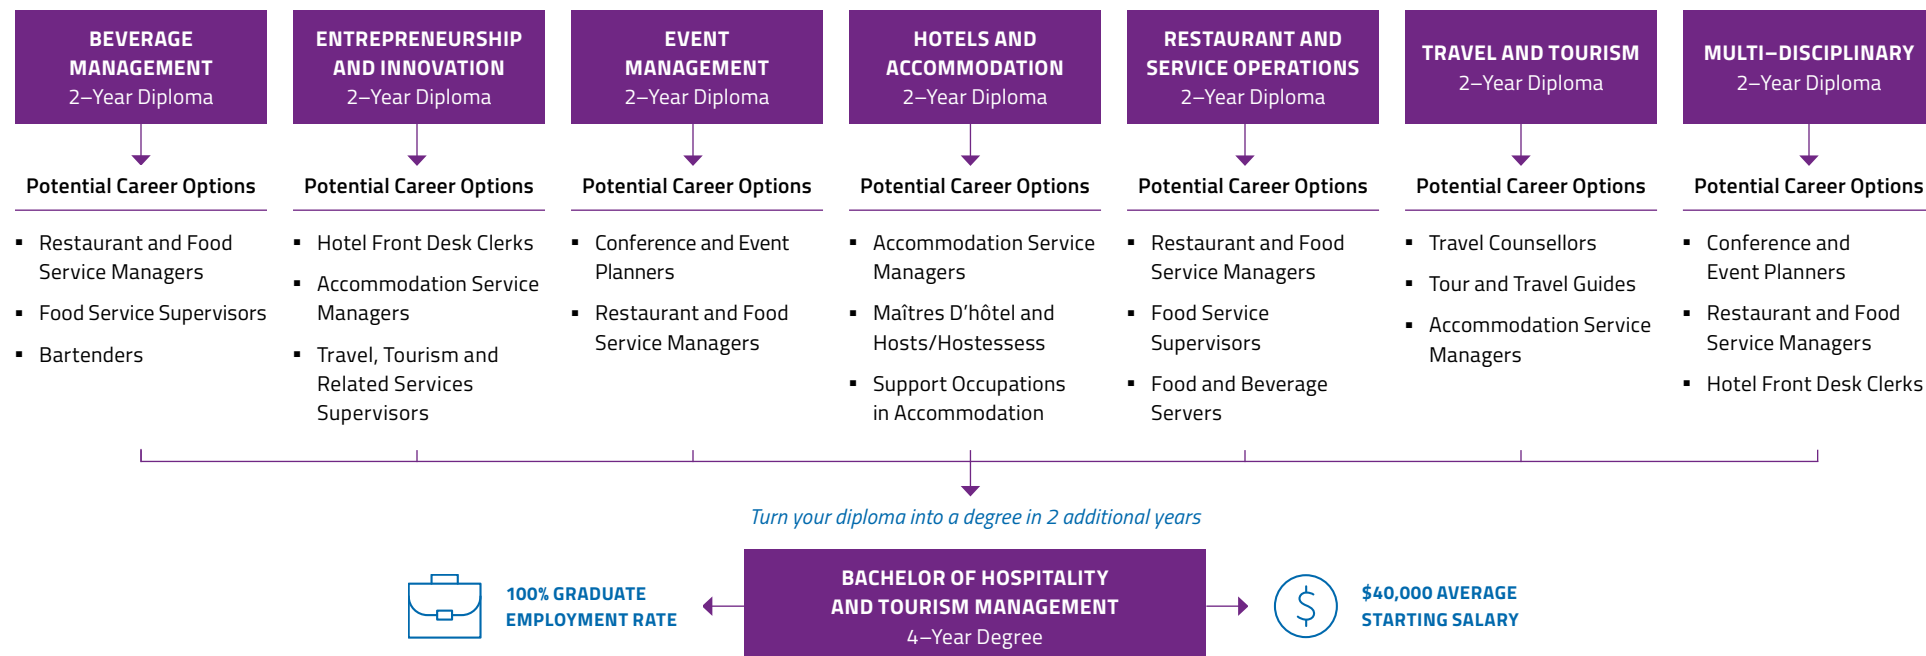 BEVERAGE
MANAGEMENT
2–Year Diploma
Potential Career Options
▪ Restaurant and Food
Service Managers
▪ Food Service Supervisors
▪ Bartenders
ENTREPRENEURSHIP
AND INNOVATION
2–Year Diploma
Potential Career Options
▪ Hotel Front Desk Clerks
▪ Accommodation Service
Managers
▪ Travel, Tourism and
Related Services
Supervisors
EVENT
MANAGEMENT
2–Year Diploma
Potential Career Options
▪ Conference and Event
Planners
▪ Restaurant and Food
Service Managers
HOTELS AND
ACCOMMODATION
2–Year Diploma
Potential Career Options
▪ Accommodation Service
Managers
▪ Maîtres D’hôtel and
Hosts/Hostessess
▪ Support Occupations
in Accommodation
RESTAURANT AND
SERVICE OPERATIONS
2–Year Diploma
Potential Career Options
▪ Restaurant and Food
Service Managers
▪ Food Service
Supervisors
▪ Food and Beverage
Servers
TRAVEL AND TOURISM
2–Year Diploma
Potential Career Options
▪ Travel Counsellors
▪ Tour and Travel Guides
▪ Accommodation Service
Managers
MULTI–DISCIPLINARY
2–Year Diploma
Potential Career Options
▪ Conference and
Event Planners
▪ Restaurant and Food
Service Managers
▪ Hotel Front Desk Clerks
Turn your diploma into a degree in 2 additional years
100% GRADUATE
EMPLOYMENT RATE
BACHELOR OF HOSPITALITY
AND TOURISM MANAGEMENT
4–Year Degree
$
$40,000 AVERAGE
STARTING SALARY